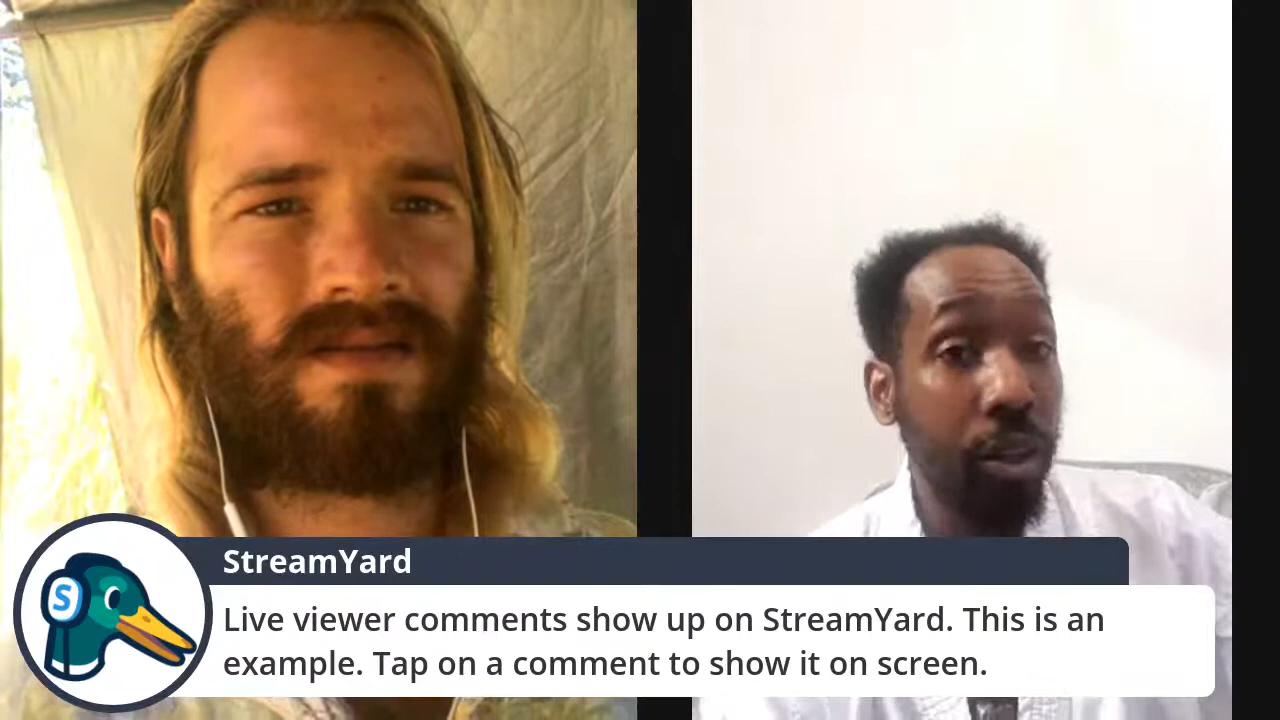 StreamYard
Live viewer comments show up on StreamYard. This is an
example. Tap on a comment to show it on screen.
S